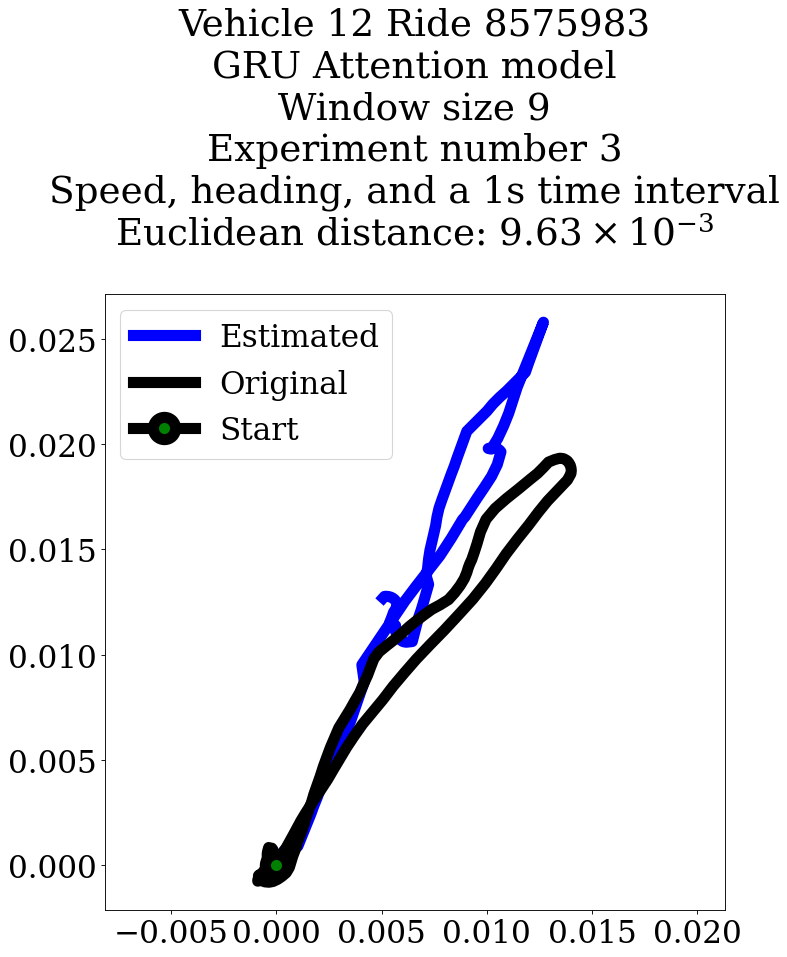 Vehicle 12 Ride 8575983
GRU Attention model
Window size 9
Experiment number 3
Speed, heading, and a 1s time interval
Euclidean distance: 9.63 × 10⁻³
Estimated
Original
Start
0.025
0.020
0.015
0.010
0.005
0.000
−0.005 0.000 0.005 0.010 0.015 0.020